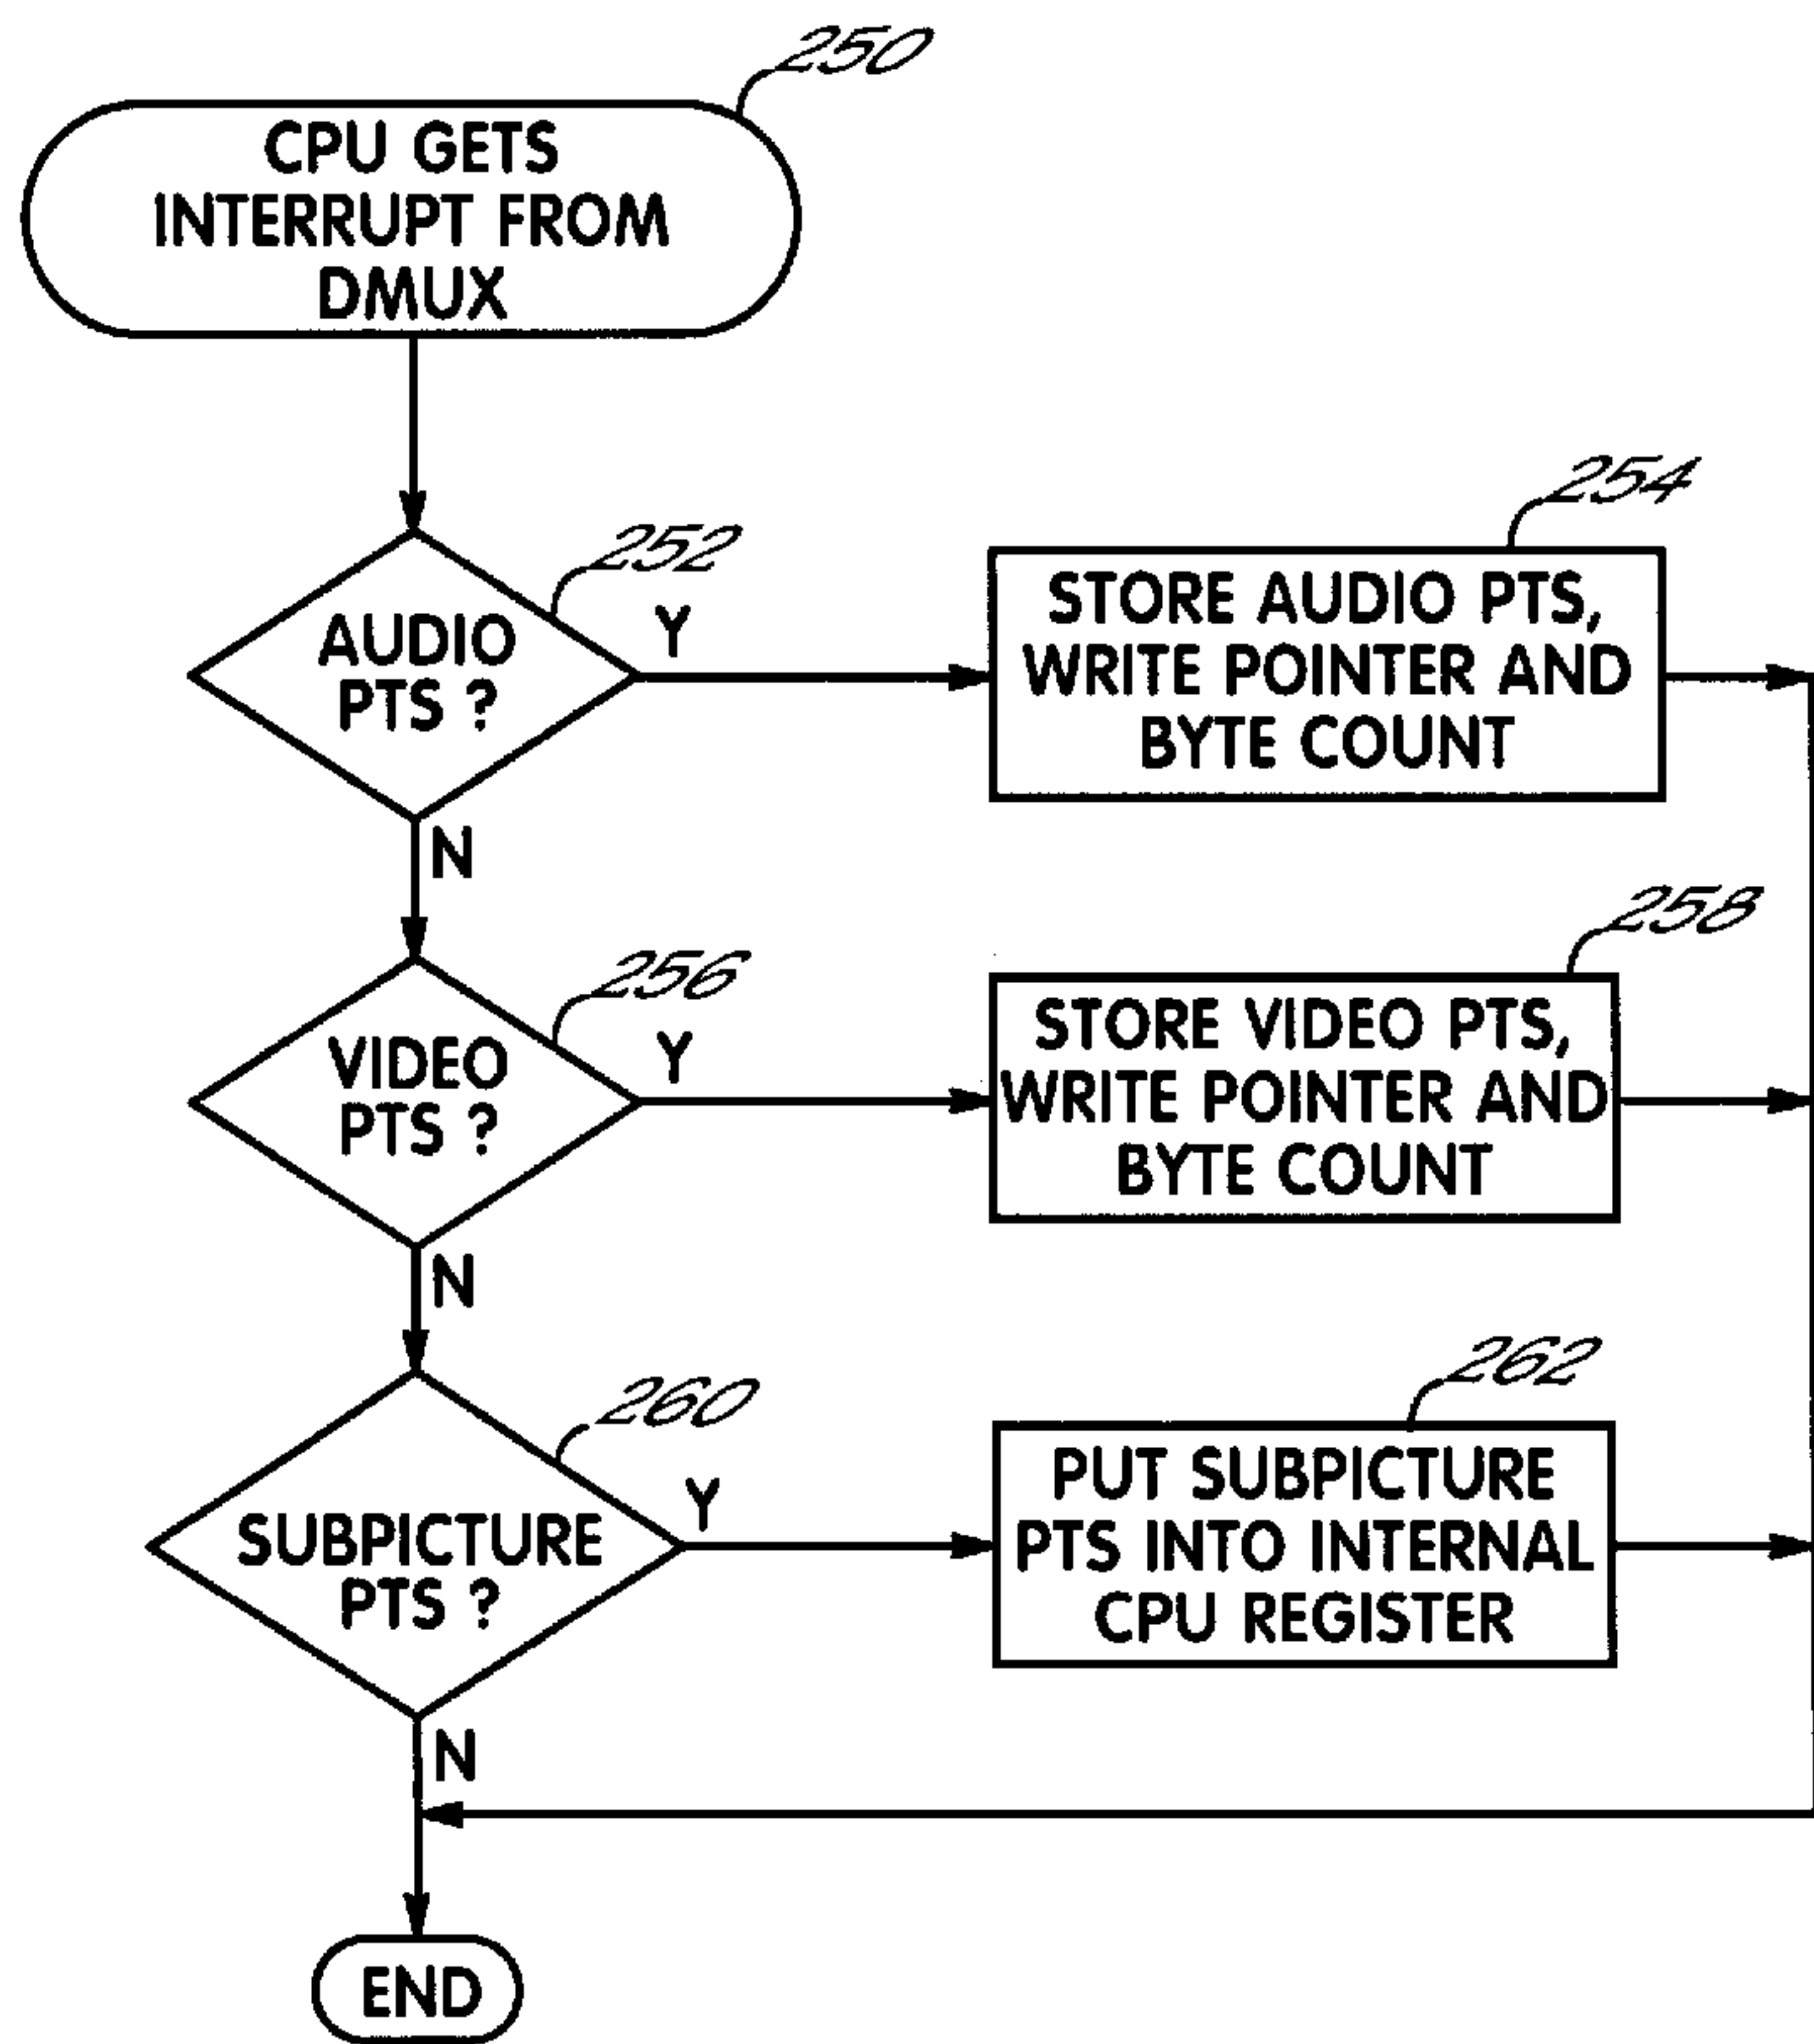 250
CPU GETS
INTERRUPT FROM
DMUX
252
AUDIO
PTS ?
Y
N
254
STORE AUDIO PTS,
WRITE POINTER AND
BYTE COUNT
256
VIDEO
PTS ?
Y
N
258
STORE VIDEO PTS,
WRITE POINTER AND
BYTE COUNT
260
SUBPICTURE
PTS ?
Y
N
262
PUT SUBPICTURE
PTS INTO INTERNAL
CPU REGISTER
END